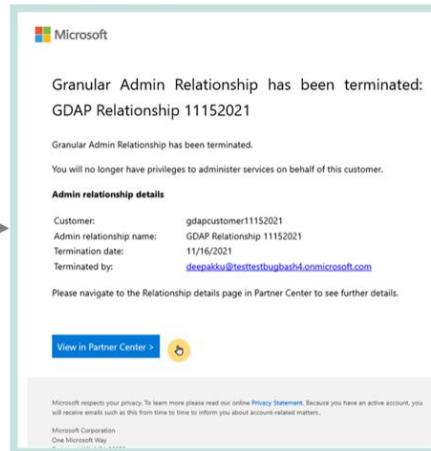 Microsoft
Granular Admin Relationship has been terminated:
GDAP Relationship 11152021
Granular Admin Relationship has been terminated.
You will no longer have privileges to administer services on behalf of this customer.
Admin relationship details
Customer: gdapcustomer11152021
Admin relationship name: GDAP Relationship 11152021
Termination date: 11/16/2021
Terminated by: deepakku@testtestbugbash4.onmicrosoft.com
Please navigate to the Relationship details page in Partner Center to see further details.
View in Partner Center >
Microsoft respects your privacy. To learn more please read our online Privacy Statement. Because you have an active account, you
will receive emails such as this from time to time to inform you about account-related matters.
Microsoft Corporation
One Microsoft Way